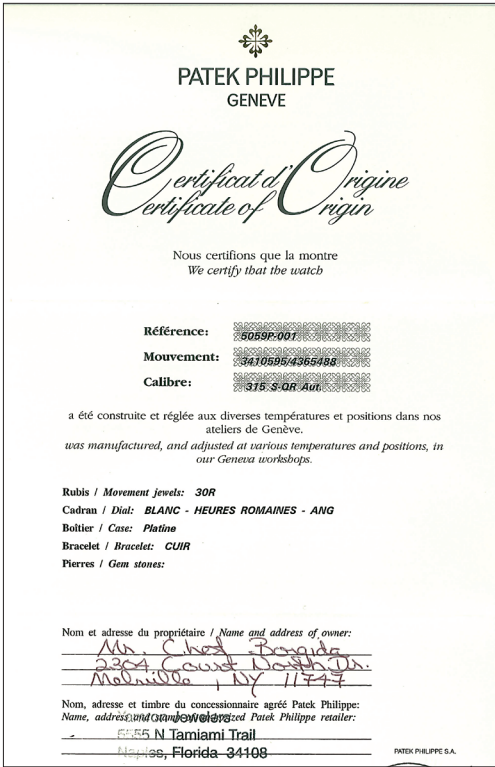 PATEK PHILIPPE
GENEVE
Certificat d'Origine
Certificate of Origin
Nous certifions que la montre
We certify that the watch
Référence: 5059P-001
Mouvement: 3410595/4365488
Calibre: 315 S-QR Aut.
a été construite et réglée aux diverses températures et positions dans nos
ateliers de Genève.
was manufactured, and adjusted at various temperatures and positions, in
our Geneva workshops.
Rubis / Movement jewels: 30R
Cadran / Dial: BLANC - HEURES ROMAINES - ANG
Boîtier / Case: Platine
Bracelet / Bracelet: CUIR
Pierres / Gem stones:
Nom et adresse du propriétaire / Name and address of owner:
Mr. Chest Borgida
2304 Court North Dr.
Melville, NY 11747
Nom, adresse et timbre du concessionnaire agréé Patek Philippe:
Name, address and stamp of authorized Patek Philippe retailer:
Jewelers
5555 N Tamiami Trail
Naples, Florida 34108
PATEK PHILIPPE S.A.